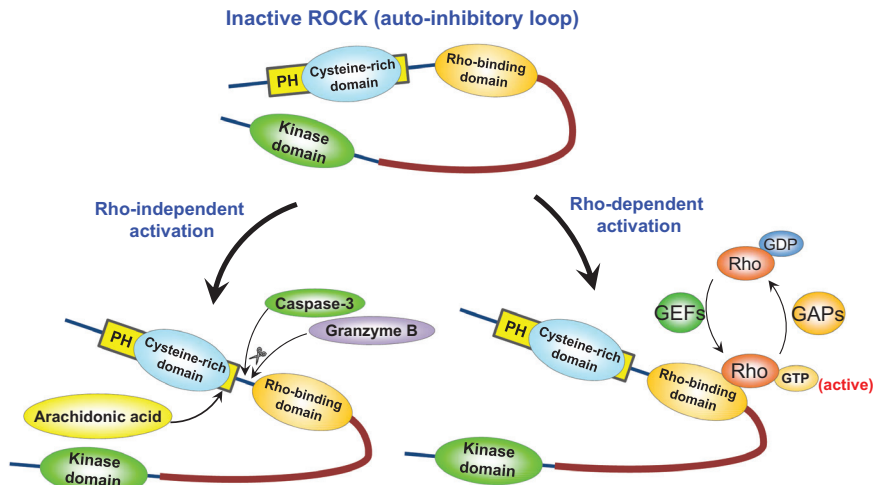 Inactive ROCK (auto-inhibitory loop)
PH
Cysteine-rich
domain
Rho-binding
domain
Kinase
domain
Rho-independent
activation
Rho-dependent
activation
PH
Cysteine-rich
domain
Caspase-3
Granzyme B
Rho-binding
domain
Arachidonic acid
Kinase
domain
GDP
Rho
GEFs
GAPs
PH
Cysteine-rich
domain
Rho
GTP
(active)
Rho-binding
domain
Kinase
domain